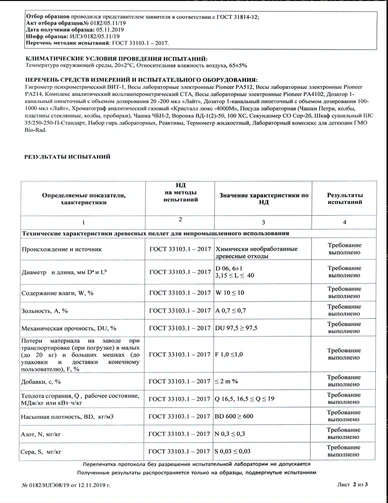 Отбор образцов проводился представителем заявителя в соответствии с ГОСТ 31814-12;
Акт отбора образцов№ 0182/05.11/19
Дата получения образца: 05.11.2019
Шифр образца: ИЛЭ/0182/05.11/19
Перечень методик испытаний: ГОСТ 33103.1 – 2017.
КЛИМАТИЧЕСКИЕ УСЛОВИЯ ПРОВЕДЕНИЯ ИСПЫТАНИЙ:
Температура окружающей среды, 20±2°С, Относительная влажность воздуха, 65±5%
ПЕРЕЧЕНЬ СРЕДСТВ ИЗМЕРЕНИЙ И ИСПЫТАТЕЛЬНОГО ОБОРУДОВАНИЯ:
Гигрометр психрометрический ВИТ-1, Весы лабораторные электронные Pioneer PA512, Весы лабораторные электронные Pioneer
PA214, Комплекс аналитический вольтамперометрический СТА, Весы лабораторные электронные Pioneer PA4102, Дозатор 1-
канальный пипеточный с объемом дозирования 20 -200 мкл «Лайт», Дозатор 1-канальный пипеточный с объемом дозирования 100-
1000 мкл «Лайт», Хроматограф аналитический газовый «Кристалл люкс -4000М», Посуда лабораторная (Чашки Петри, колбы,
пластины стеклянные, колбы, пробирки), Чашка ЧБН-2, Воронка ВД-1(2)-50, 100 ХС, Секундомер СО Сор-2б, Шкаф сушильный ШС
35/250-250-П-Стандарт, Набор гирь лабораторных, Реактивы, Термометр жидкостный, Лабораторный комплекс для детекции ГМО
Bio-Rad.
РЕЗУЛЬТАТЫ ИСПЫТАНИЙ
Определяемые показатели, характеристики
НД на методы испытаний
Значение характеристики по НД
Результаты испытаний
1 2 3 4
Технические характеристики древесных пеллет для непромышленного использования
Происхождение и источник ГОСТ 33103.1 – 2017 Химически необработанные древесные отходы Требование выполнено
Диаметр и длина, мм Dª и Lᵇ ГОСТ 33103.1 – 2017 D 06, 6±1 3,15 ≤ L ≤ 40 Требование выполнено
Содержание влаги, W, % ГОСТ 33103.1 – 2017 W 10 ≤ 10 Требование выполнено
Зольность, А, % ГОСТ 33103.1 – 2017 А 0,7 ≤ 0,7 Требование выполнено
Механическая прочность, DU, % ГОСТ 33103.1 – 2017 DU 97,5 ≥ 97,5 Требование выполнено
Потери материала на заводе при
транспортировке (при погрузке) в малых
(до 20 кг) и больших мешках (до
упаковки и доставки конечному
пользователю), F, % ГОСТ 33103.1 – 2017 F 1,0 ≤1,0 Требование выполнено
Добавки, с, % ГОСТ 33103.1 – 2017 ≤ 2 m % Требование выполнено
Теплота сгорания, Q , рабочее состояние, МДж/кг или кВт·ч/кг ГОСТ 33103.1 – 2017 Q 16,5, 16,5 ≤ Q ≤ 19 Требование выполнено
Насыпная плотность, BD, кг/м3 ГОСТ 33103.1 – 2017 BD 600 ≥ 600 Требование выполнено
Азот, N, мг/кг ГОСТ 33103.1 – 2017 N 0,3 ≤ 0,3 Требование выполнено
Сера, S, мг/кг ГОСТ 33103.1 – 2017 S 0,03 ≤ 0,03 Требование выполнено
Перепечатка протокола без разрешения испытательной лаборатории не допускается
Полученные результаты распространяются только на образцы, подвергнутые испытаниям
№ 0182/ИЛЭ08/19 от 12.11.2019 г. Лист 2 из 3